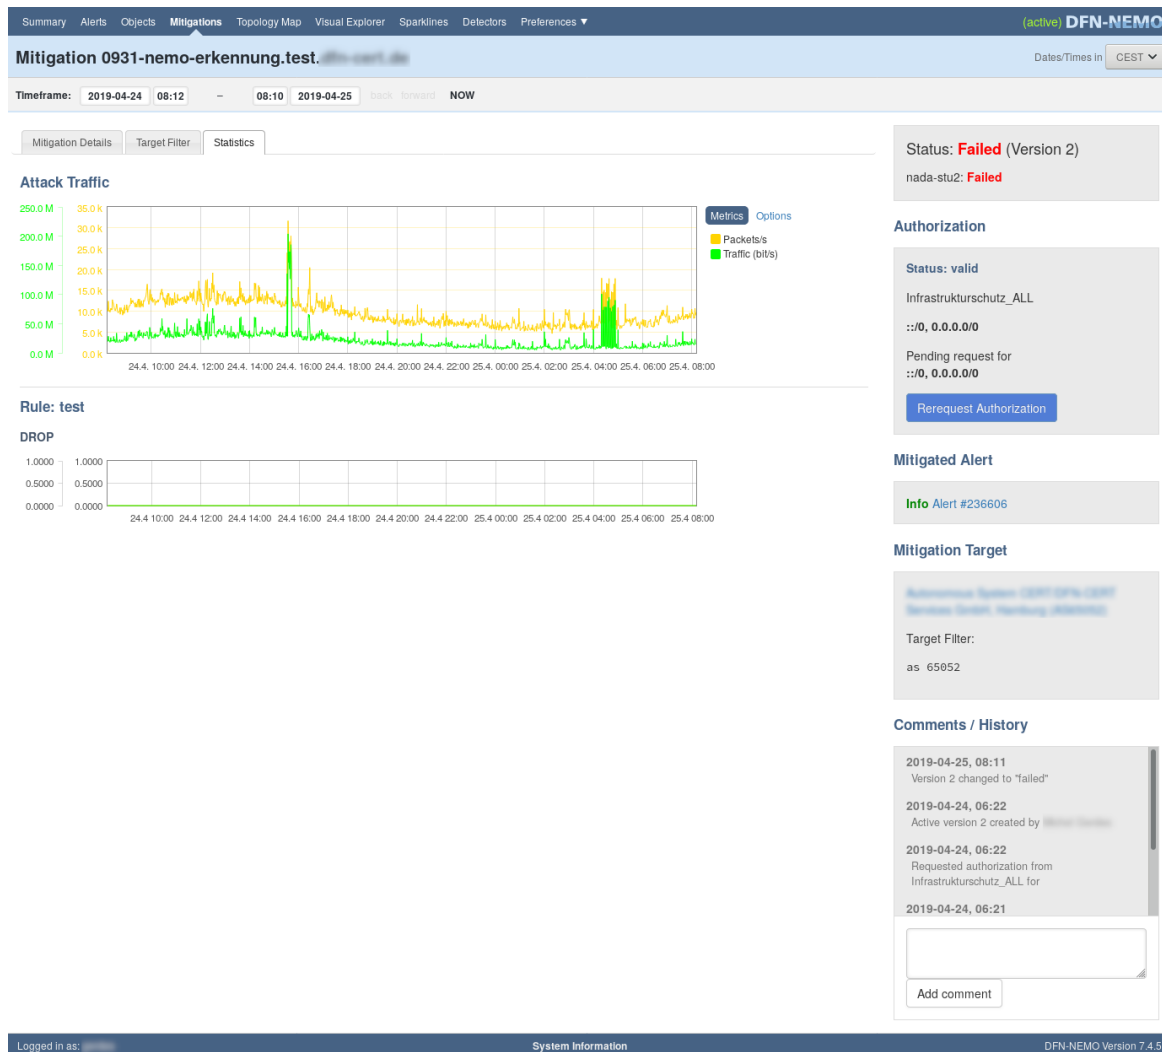 Summary Alerts Objects Mitigations Topology Map Visual Explorer Sparklines Detectors Preferences ▼ (active) DFN-NEMO
Mitigation 0931-nemo-erkennung.test. Dates/Times in CEST
Timeframe: 2019-04-24 08:12 – 08:10 2019-04-25 back forward NOW
Mitigation Details Target Filter Statistics
Attack Traffic
250.0 M 35.0 k
30.0 k
200.0 M
25.0 k
150.0 M
20.0 k
15.0 k
100.0 M
10.0 k
50.0 M
5.0 k
0.0 M 0.0 k
24.4. 10:00 24.4. 12:00 24.4. 14:00 24.4. 16:00 24.4. 18:00 24.4. 20:00 24.4. 22:00 25.4. 00:00 25.4. 02:00 25.4. 04:00 25.4. 06:00 25.4. 08:00
Metrics Options
Packets/s
Traffic (bit/s)
Rule: test
DROP
1.0000 1.0000
0.5000 0.5000
0.0000 0.0000
24.4 10:00 24.4 12:00 24.4 14:00 24.4 16:00 24.4 18:00 24.4 20:00 24.4 22:00 25.4 00:00 25.4 02:00 25.4 04:00 25.4 06:00 25.4 08:00
Status: Failed (Version 2)
nada-stu2: Failed
Authorization
Status: valid
Infrastrukturschutz_ALL
::/0, 0.0.0.0/0
Pending request for
::/0, 0.0.0.0/0
Rerequest Authorization
Mitigated Alert
Info Alert #236606
Mitigation Target
Target Filter:
as 65052
Comments / History
2019-04-25, 08:11
Version 2 changed to "failed"
2019-04-24, 06:22
Active version 2 created by
2019-04-24, 06:22
Requested authorization from
Infrastrukturschutz_ALL for
2019-04-24, 06:21
Add comment
Logged in as: System Information DFN-NEMO Version 7.4.5